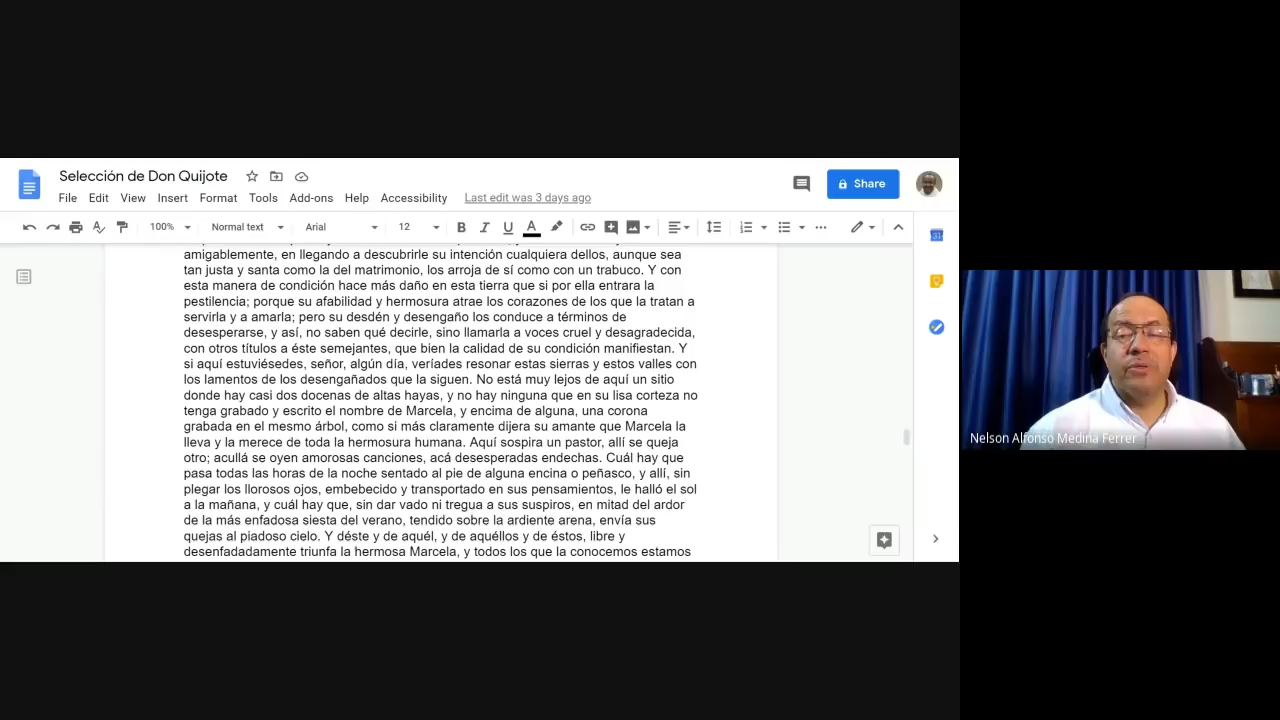 Selección de Don Quijote
File Edit View Insert Format Tools Add-ons Help Accessibility Last edit was 3 days ago
Share
100% Normal text Arial 12 B I U A
31
amigablemente, en llegando a descubrirle su intención cualquiera dellos, aunque sea
tan justa y santa como la del matrimonio, los arroja de sí como con un trabuco. Y con
esta manera de condición hace más daño en esta tierra que si por ella entrara la
pestilencia; porque su afabilidad y hermosura atrae los corazones de los que la tratan a
servirla y a amarla; pero su desdén y desengaño los conduce a términos de
desesperarse, y así, no saben qué decirle, sino llamarla a voces cruel y desagradecida,
con otros títulos a éste semejantes, que bien la calidad de su condición manifiestan. Y
si aquí estuviésedes, señor, algún día, veríades resonar estas sierras y estos valles con
los lamentos de los desengañados que la siguen. No está muy lejos de aquí un sitio
donde hay casi dos docenas de altas hayas, y no hay ninguna que en su lisa corteza no
tenga grabado y escrito el nombre de Marcela, y encima de alguna, una corona
grabada en el mesmo árbol, como si más claramente dijera su amante que Marcela la
lleva y la merece de toda la hermosura humana. Aquí sospira un pastor, allí se queja
otro; acullá se oyen amorosas canciones, acá desesperadas endechas. Cuál hay que
pasa todas las horas de la noche sentado al pie de alguna encina o peñasco, y allí, sin
plegar los llorosos ojos, embebecido y transportado en sus pensamientos, le halló el sol
a la mañana, y cuál hay que, sin dar vado ni tregua a sus suspiros, en mitad del ardor
de la más enfadosa siesta del verano, tendido sobre la ardiente arena, envía sus
quejas al piadoso cielo. Y déste y de aquél, y de aquéllos y de éstos, libre y
desenfadadamente triunfa la hermosa Marcela, y todos los que la conocemos estamos
Nelson Alfonso Medina Ferrer